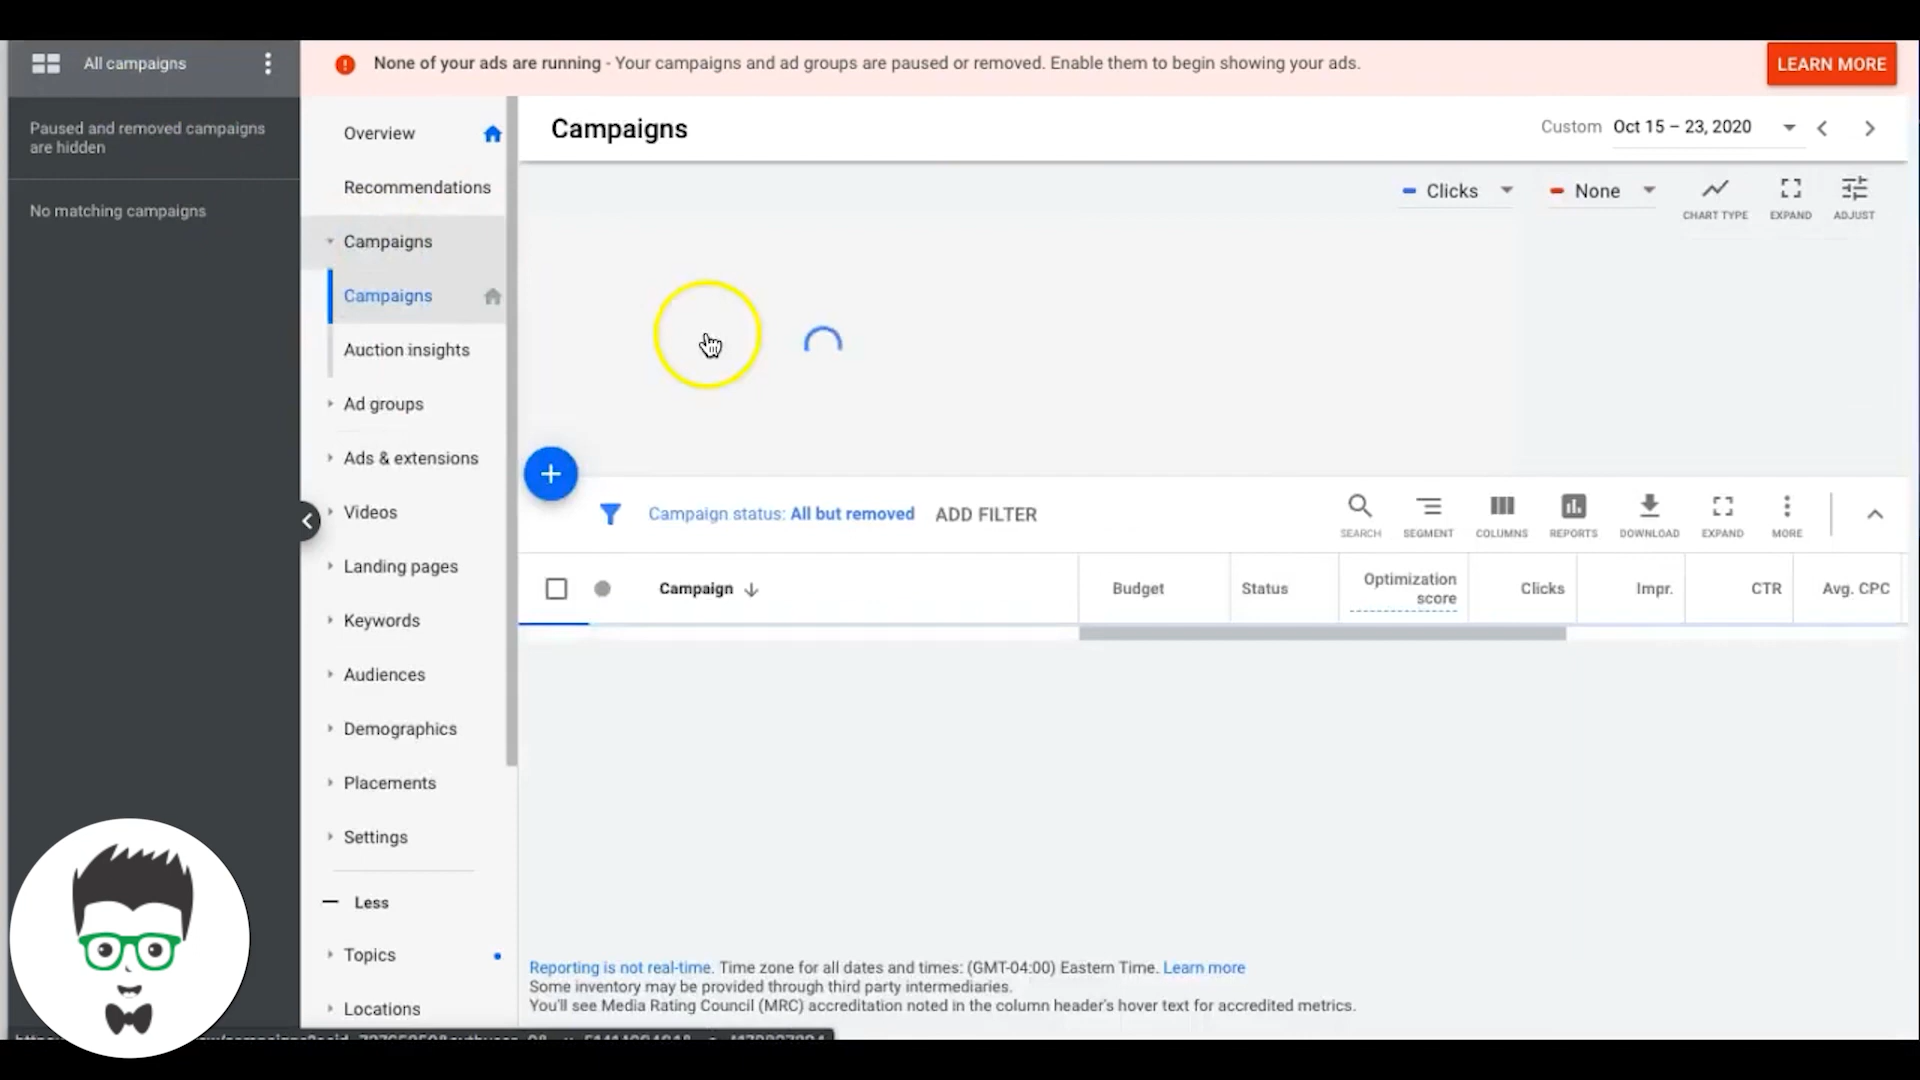 All campaigns
None of your ads are running - Your campaigns and ad groups are paused or removed. Enable them to begin showing your ads.
LEARN MORE
Paused and removed campaigns
are hidden
No matching campaigns
Overview
Recommendations
Campaigns
Campaigns
Auction insights
Ad groups
Ads & extensions
Videos
Landing pages
Keywords
Audiences
Demographics
Placements
Settings
Less
Topics
Locations
Campaigns
Custom Oct 15 – 23, 2020
Clicks
None
CHART TYPE
EXPAND
ADJUST
Campaign status: All but removed ADD FILTER
SEARCH
SEGMENT
COLUMNS
REPORTS
DOWNLOAD
EXPAND
MORE
Campaign
Budget
Status
Optimization
score
Clicks
Impr.
CTR
Avg. CPC
Reporting is not real-time. Time zone for all dates and times: (GMT-04:00) Eastern Time. Learn more
Some inventory may be provided through third party intermediaries.
You'll see Media Rating Council (MRC) accreditation noted in the column header's hover text for accredited metrics.